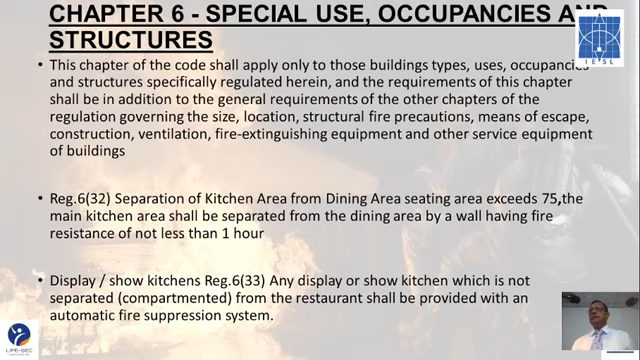 CHAPTER 6 - SPECIAL USE, OCCUPANCIES AND
STRUCTURES
• This chapter of the code shall apply only to those buildings types, uses, occupancies
and structures specifically regulated herein, and the requirements of this chapter
shall be in addition to the general requirements of the other chapters of the
regulation governing the size, location, structural fire precautions, means of escape,
construction, ventilation, fire-extinguishing equipment and other service equipment
of buildings
• Reg.6(32) Separation of Kitchen Area from Dining Area seating area exceeds 75,the
main kitchen area shall be separated from the dining area by a wall having fire
resistance of not less than 1 hour
• Display / show kitchens Reg.6(33) Any display or show kitchen which is not
separated (compartmented) from the restaurant shall be provided with an
automatic fire suppression system.
IESL
LIFE-SEC